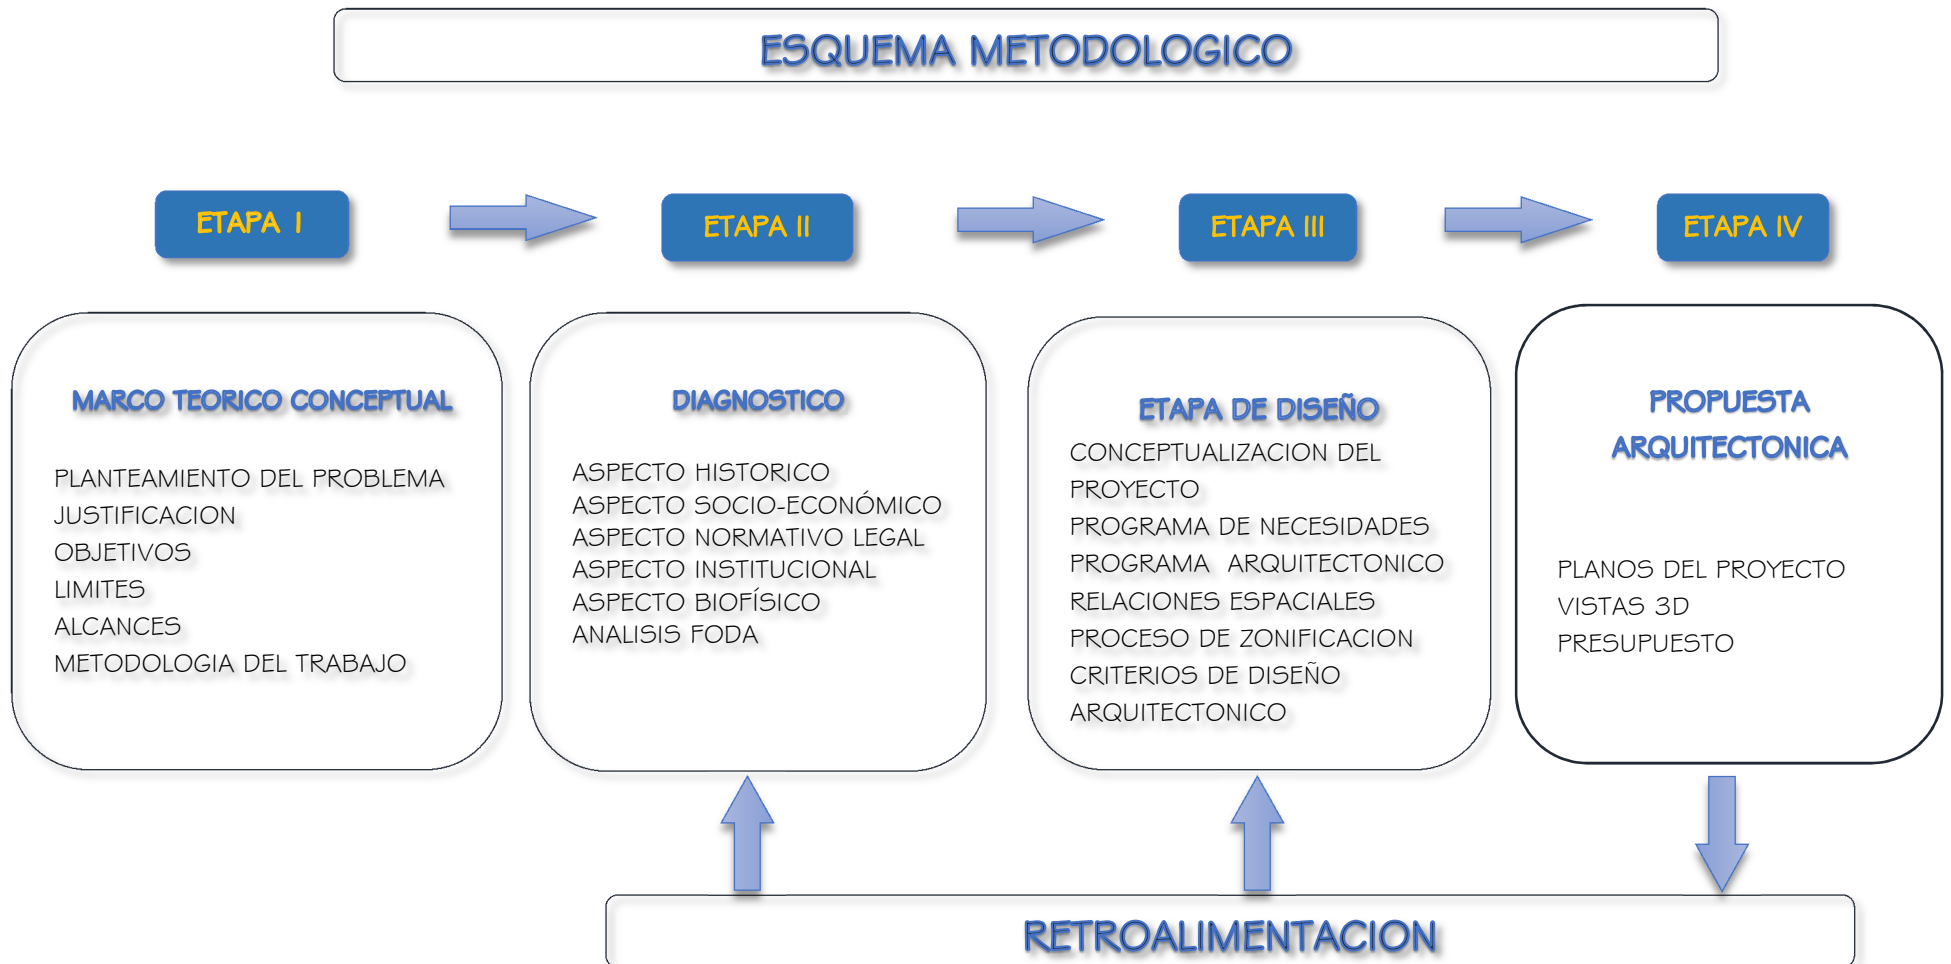 ESQUEMA METODOLOGICO
ETAPA I
ETAPA II
ETAPA III
ETAPA IV
MARCO TEORICO CONCEPTUAL
PLANTEAMIENTO DEL PROBLEMA
JUSTIFICACION
OBJETIVOS
LIMITES
ALCANCES
METODOLOGIA DEL TRABAJO
DIAGNOSTICO
ASPECTO HISTORICO
ASPECTO SOCIO-ECONÓMICO
ASPECTO NORMATIVO LEGAL
ASPECTO INSTITUCIONAL
ASPECTO BIOFÍSICO
ANALISIS FODA
ETAPA DE DISEÑO
CONCEPTUALIZACION DEL
PROYECTO
PROGRAMA DE NECESIDADES
PROGRAMA ARQUITECTONICO
RELACIONES ESPACIALES
PROCESO DE ZONIFICACION
CRITERIOS DE DISEÑO
ARQUITECTONICO
PROPUESTA
ARQUITECTONICA
PLANOS DEL PROYECTO
VISTAS 3D
PRESUPUESTO
RETROALIMENTACION